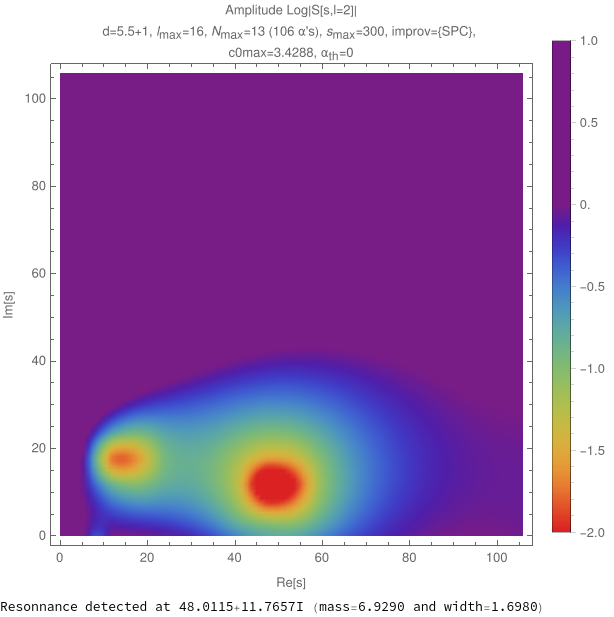 Amplitude Log|S[s,l=2]|
d=5.5+1, lmax=16, Nmax=13 (106 α's), smax=300, improv={SPC},
c0max=3.4288, αth=0
1.0
0.5
0.
−0.5
−1.0
−1.5
−2.0
100
80
60
40
20
0
Im[s]
0 20 40 60 80 100
Re[s]
Resonnance detected at 48.0115+11.7657I (mass=6.9290 and width=1.6980)